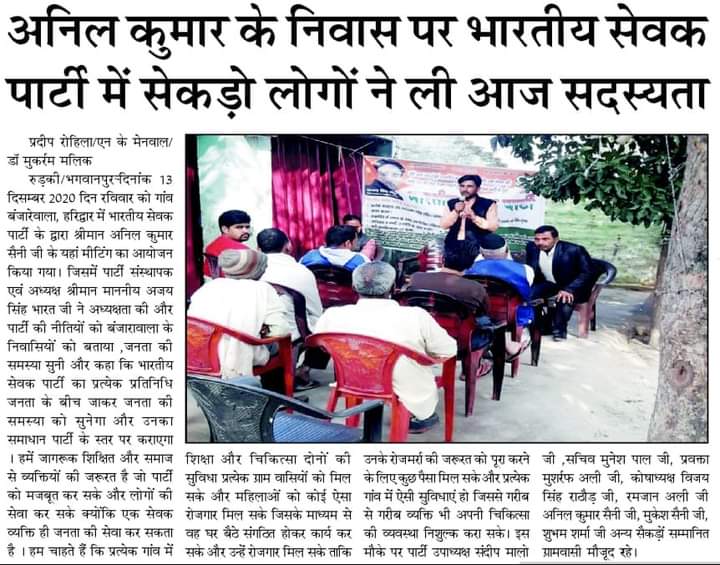 अनिल कुमार के निवास पर भारतीय सेवक
पार्टी में सेकड़ो लोगों ने ली आज सदस्यता
प्रदीप रोहिला/एन के मेनवाल/
डॉ मुकर्रम मलिक
रुड़की/भगवानपुर-दिनांक 13
दिसम्बर 2020 दिन रविवार को गांव
बंजारेवाला, हरिद्वार में भारतीय सेवक
पार्टी के द्वारा श्रीमान अनिल कुमार
सैनी जी के यहां मीटिंग का आयोजन
किया गया। जिसमें पार्टी संस्थापक
एवं अध्यक्ष श्रीमान माननीय अजय
सिंह भारत जी ने अध्यक्षता की और
पार्टी की नीतियों को बंजारावाला के
निवासियों को बताया ,जनता की
समस्या सुनी और कहा कि भारतीय
सेवक पार्टी का प्रत्येक प्रतिनिधि
जनता के बीच जाकर जनता की
समस्या को सुनेगा और उनका
समाधान पार्टी के स्तर पर कराएगा
। हमें जागरूक शिक्षित और समाज
से व्यक्तियों की जरूरत है जो पार्टी
को मजबूत कर सके और लोगों की
सेवा कर सके क्योंकि एक सेवक
व्यक्ति ही जनता की सेवा कर सकता
है । हम चाहते हैं कि प्रत्येक गांव में
शिक्षा और चिकित्सा दोनों की
सुविधा प्रत्येक ग्राम वासियों को मिल
सके और महिलाओं को कोई ऐसा
रोजगार मिल सके जिसके माध्यम से
वह घर बैठे संगठित होकर कार्य कर
सके और उन्हें रोजगार मिल सके ताकि
उनके रोजमर्रा की जरूरत को पूरा करने
के लिए कुछ पैसा मिल सके और प्रत्येक
गांव में ऐसी सुविधाएं हो जिससे गरीब
से गरीब व्यक्ति भी अपनी चिकित्सा
की व्यवस्था निशुल्क करा सके। इस
मौके पर पार्टी उपाध्यक्ष संदीप मालो
जी ,सचिव मुनेश पाल जी, प्रवक्ता
मुशर्रफ अली जी, कोषाध्यक्ष विजय
सिंह राठौड़ जी, रमजान अली जी
अनिल कुमार सैनी जी, मुकेश सैनी जी,
शुभम शर्मा जी अन्य सैकड़ों सम्मानित
ग्रामवासी मौजूद रहे।